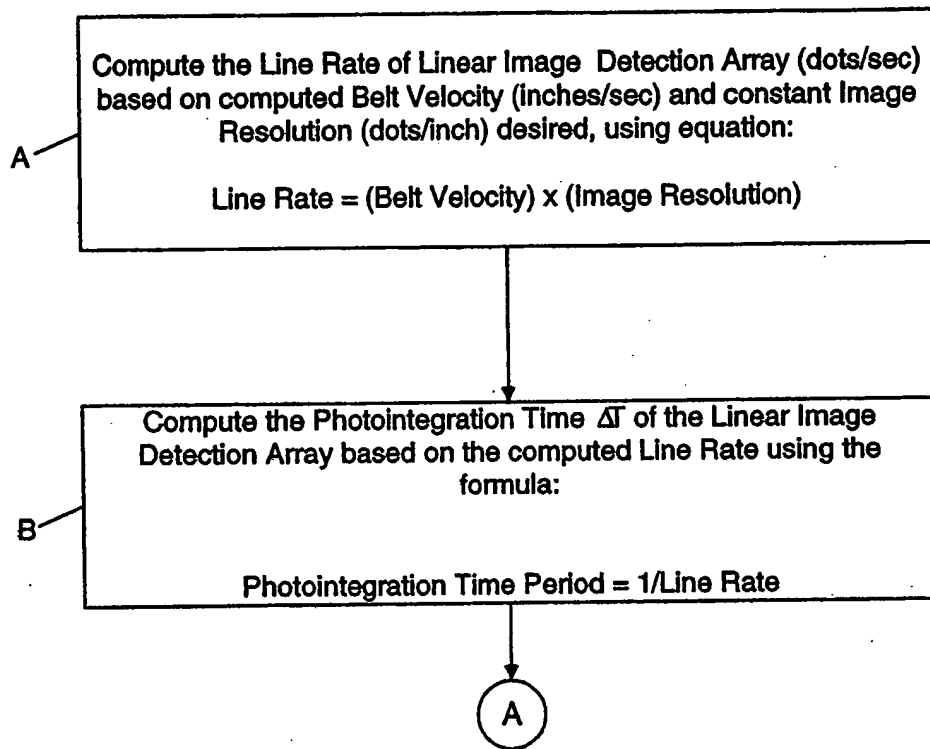 Compute the Line Rate of Linear Image Detection Array (dots/sec)
based on computed Belt Velocity (inches/sec) and constant Image
Resolution (dots/inch) desired, using equation:
A
Line Rate = (Belt Velocity) x (Image Resolution)
Compute the Photointegration Time ΔT of the Linear Image
Detection Array based on the computed Line Rate using the
formula:
B
Photointegration Time Period = 1/Line Rate
A